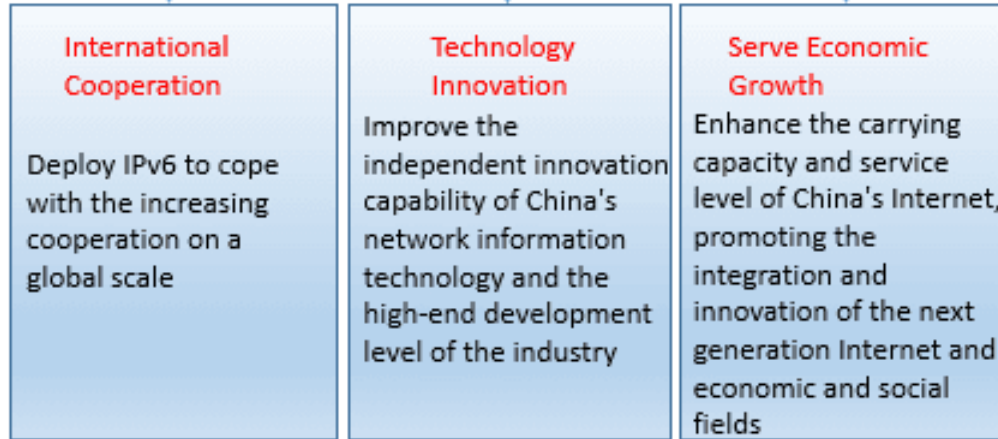 International
Cooperation
Deploy IPv6 to cope
with the increasing
cooperation on a
global scale
Technology
Innovation
Improve the
independent innovation
capability of China's
network information
technology and the
high-end development
level of the industry
Serve Economic
Growth
Enhance the carrying
capacity and service
level of China's Internet,
promoting the
integration and
innovation of the next
generation Internet and
economic and social
fields